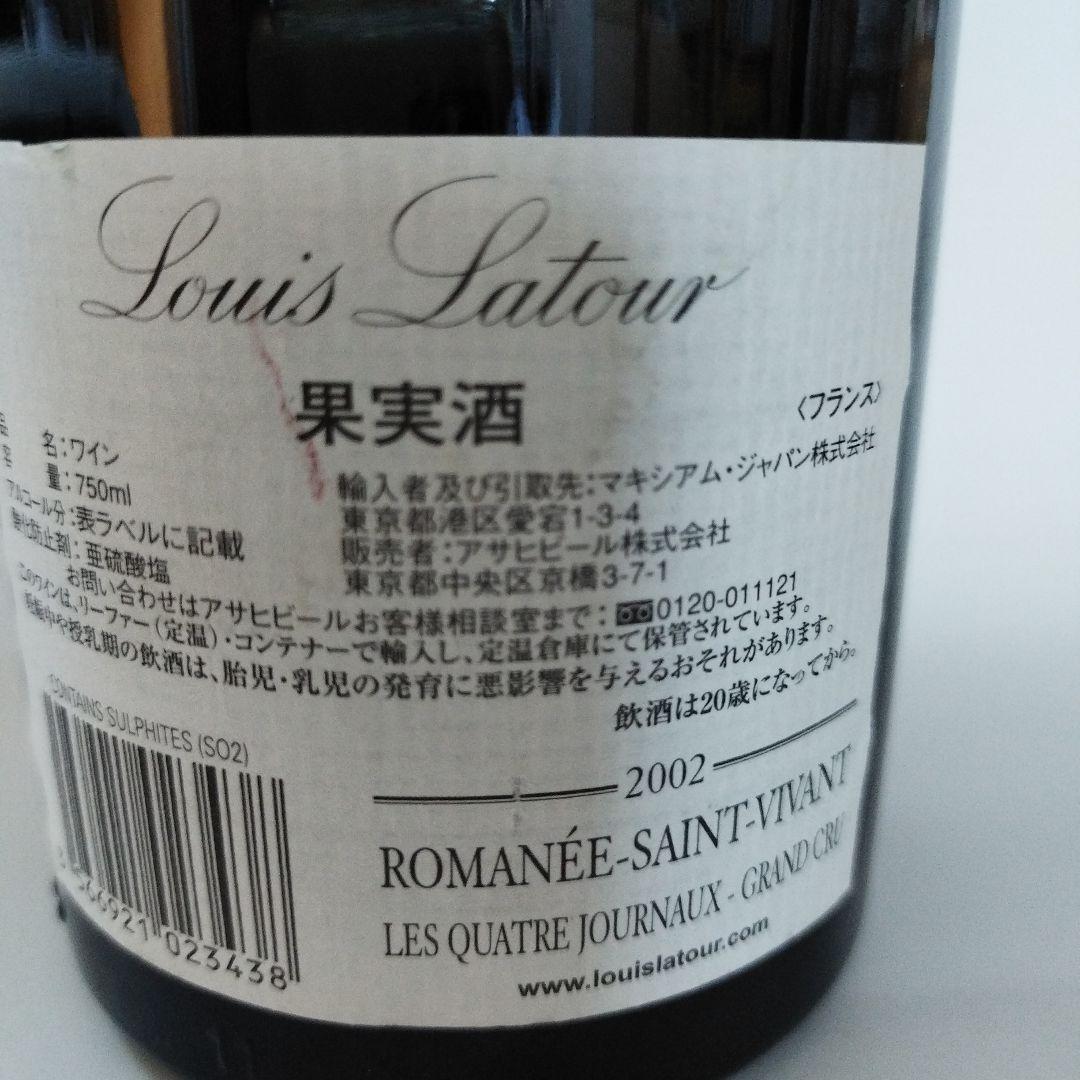 Louis Latour
果実酒
〈フランス〉
品 名：ワイン
容 量：750ml
アルコール分：表ラベルに記載
酸化防止剤：亜硫酸塩
輸入者及び引取先：マキシアム・ジャパン株式会社
東京都港区愛宕1-3-4
販売者：アサヒビール株式会社
東京都中央区京橋3-7-1
お問い合わせはアサヒビールお客様相談室まで：0120-011121
このワインは、リーファー(定温)・コンテナーで輸入し、定温倉庫にて保管されています。
妊娠中や授乳期の飲酒は、胎児・乳児の発育に悪影響を与えるおそれがあります。
飲酒は20歳になってから。
CONTAINS SULPHITES (SO2)
2002
ROMANÉE-SAINT-VIVANT
LES QUATRE JOURNAUX - GRAND CRU
www.louislatour.com
566921 023438